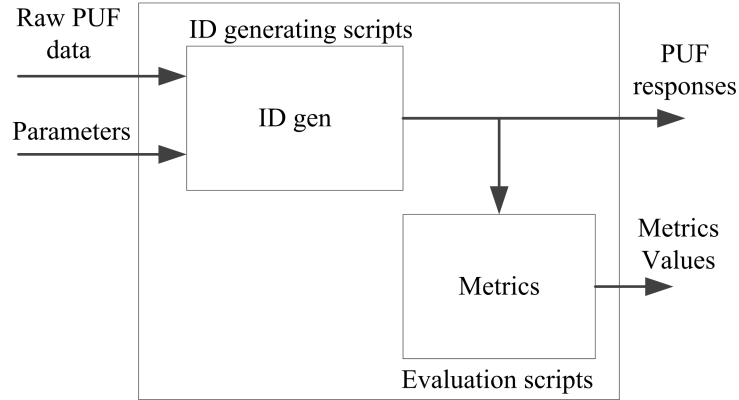 Raw PUF
data
ID generating scripts
PUF
responses
ID gen
Parameters
Metrics
Values
Metrics
Evaluation scripts